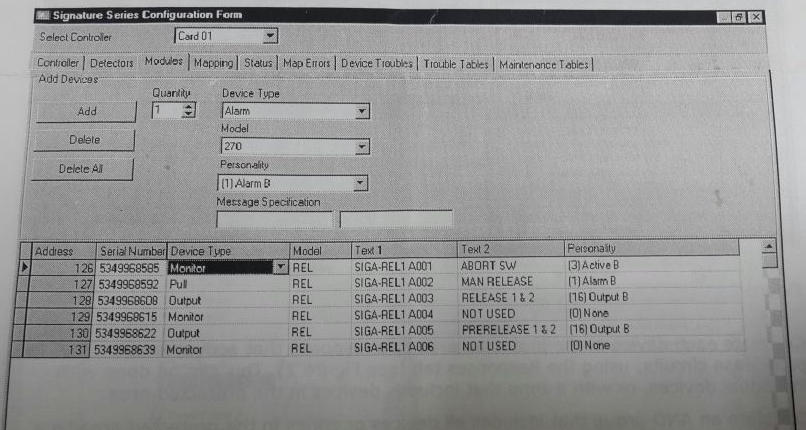 Signature Series Configuration Form
Select Controller Card 01
Controller Detectors Modules Mapping Status Map Errors Device Troubles Trouble Tables Maintenance Tables
Add Devices
Quantity Device Type
Add 1 Alarm
Model
Delete 270
Personality
Delete All (1) Alarm B
Message Specification
Address Serial Number Device Type Model Text 1 Text 2 Personality
126 5349968585 Monitor REL SIGA-REL1 A001 ABORT SW (3) Active B
127 5349968592 Pull REL SIGA-REL1 A002 MAN RELEASE (1) Alarm B
128 5349968608 Output REL SIGA-REL1 A003 RELEASE 1 & 2 (16) Output B
129 5349968615 Monitor REL SIGA-REL1 A004 NOT USED (0) None
130 5349968622 Output REL SIGA-REL1 A005 PRERELEASE 1 & 2 (16) Output B
131 5349968639 Monitor REL SIGA-REL1 A006 NOT USED (0) None